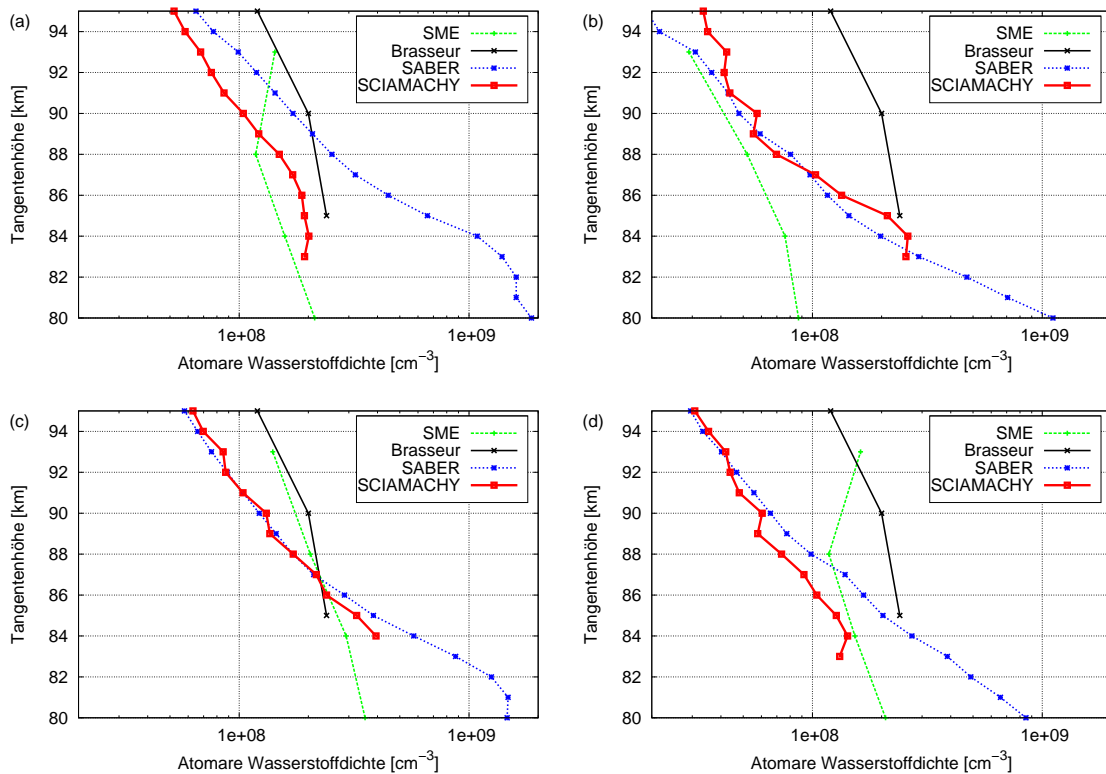 (a)
94
92
90
88
86
84
82
80
Tangentenhöhe [km]
1e+08
1e+09
Atomare Wasserstoffdichte [cm−3]
SME
Brasseur
SABER
SCIAMACHY
(b)
94
92
90
88
86
84
82
80
Tangentenhöhe [km]
1e+08
1e+09
Atomare Wasserstoffdichte [cm−3]
SME
Brasseur
SABER
SCIAMACHY
(c)
94
92
90
88
86
84
82
80
Tangentenhöhe [km]
1e+08
1e+09
Atomare Wasserstoffdichte [cm−3]
SME
Brasseur
SABER
SCIAMACHY
(d)
94
92
90
88
86
84
82
80
Tangentenhöhe [km]
1e+08
1e+09
Atomare Wasserstoffdichte [cm−3]
SME
Brasseur
SABER
SCIAMACHY